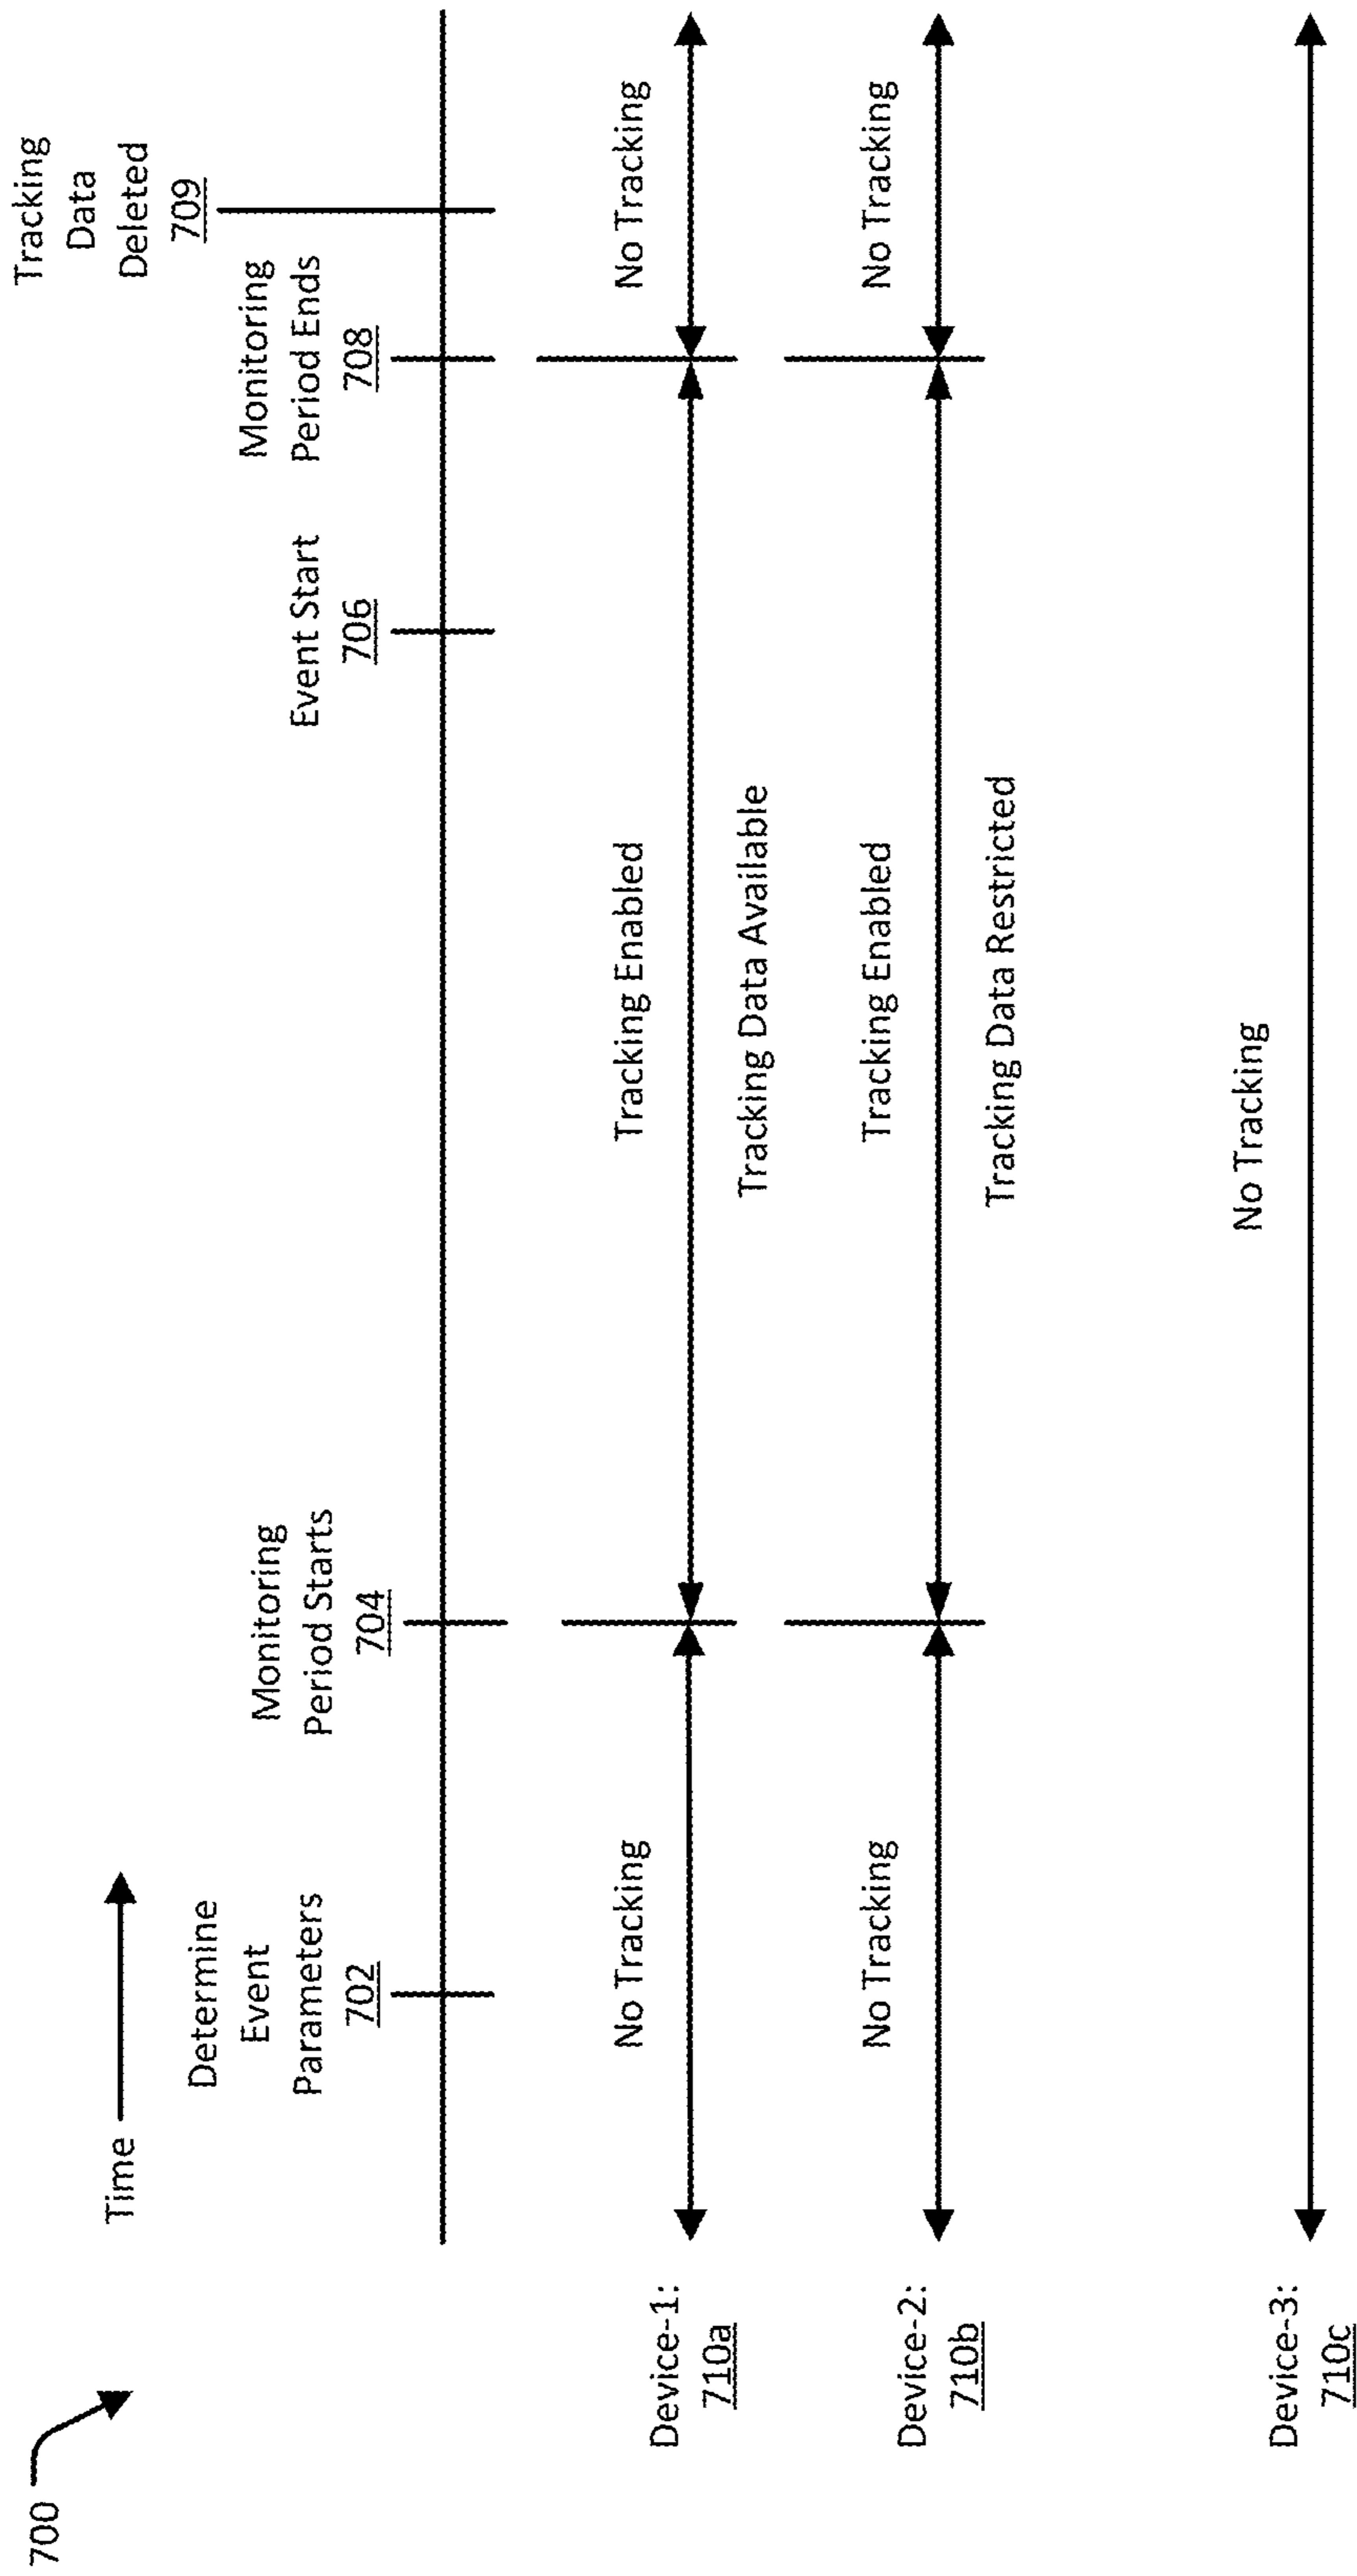 700
Time
Determine
Event
Parameters
702
Monitoring
Period Starts
704
Event Start
706
Monitoring
Period Ends
708
Tracking
Data
Deleted
709
Device-1:
710a
No Tracking
Tracking Enabled
Tracking Data Available
No Tracking
Device-2:
710b
No Tracking
Tracking Enabled
Tracking Data Restricted
No Tracking
Device-3:
710c
No Tracking